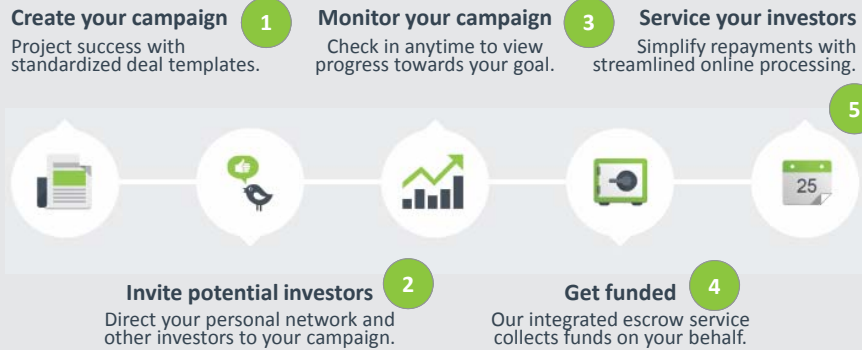 Create your campaign
1
Project success with
standardized deal templates.
Monitor your campaign
3
Check in anytime to view
progress towards your goal.
Service your investors
Simplify repayments with
streamlined online processing.
5
25
Invite potential investors
2
Direct your personal network and
other investors to your campaign.
Get funded
4
Our integrated escrow service
collects funds on your behalf.